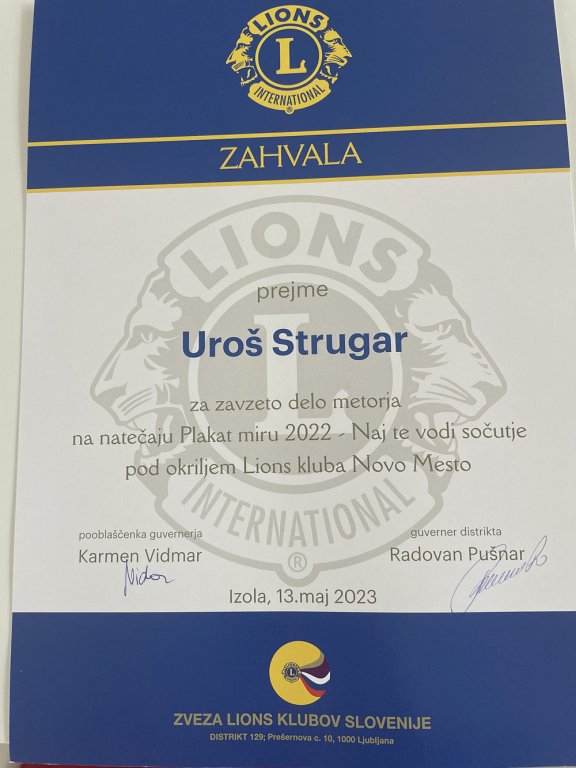 LIONS
L
INTERNATIONAL
®
ZAHVALA
LIONS
L
INTERNATIONAL
®
prejme
Uroš Strugar
za zavzeto delo metorja
na natečaju Plakat miru 2022 - Naj te vodi sočutje
pod okriljem Lions kluba Novo Mesto
pooblaščenka guvernerja
Karmen Vidmar
guverner distrikta
Radovan Pušnar
Izola, 13.maj 2023
ZVEZA LIONS KLUBOV SLOVENIJE
DISTRIKT 129; Prešernova c. 10, 1000 Ljubljana